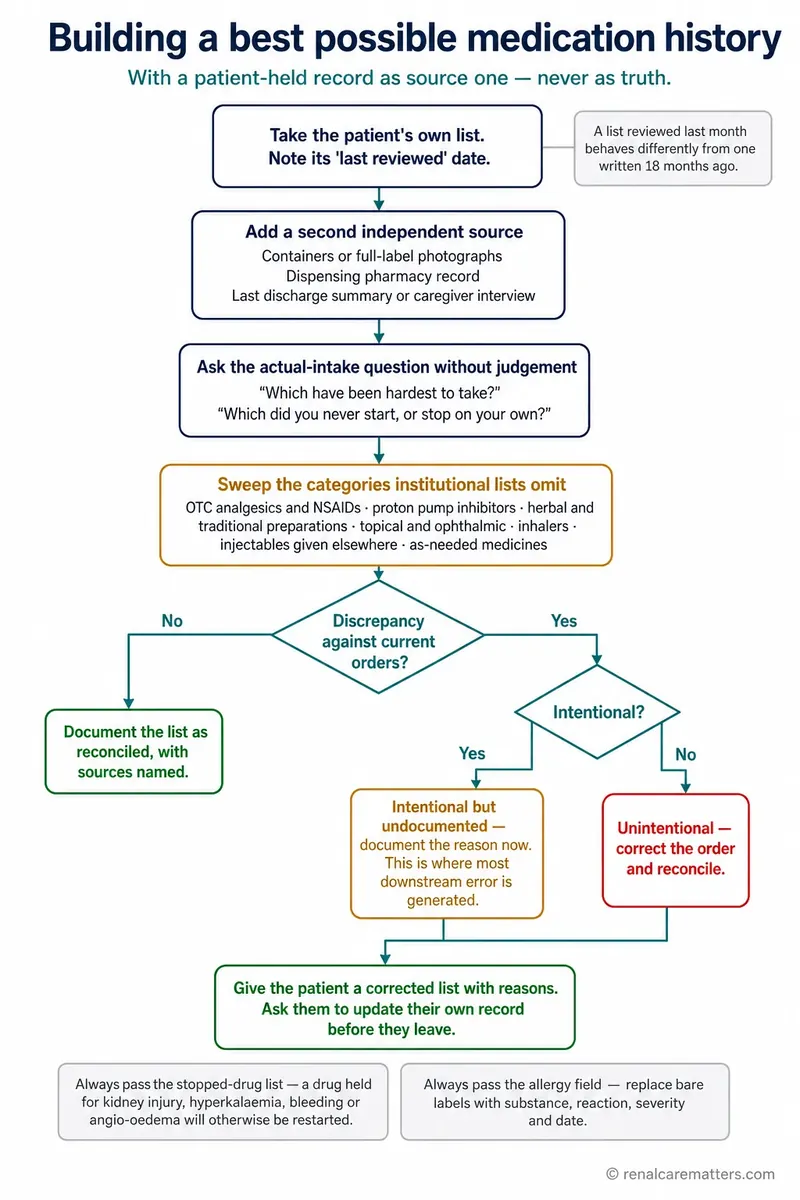 Building a best possible medication history
With a patient-held record as source one — never as truth.
Take the patient's own list.
Note its 'last reviewed' date.
A list reviewed last month
behaves differently from one
written 18 months ago.
Add a second independent source
Containers or full-label photographs
Dispensing pharmacy record
Last discharge summary or caregiver interview
Ask the actual-intake question without judgement
“Which have been hardest to take?”
“Which did you never start, or stop on your own?”
Sweep the categories institutional lists omit
OTC analgesics and NSAIDs · proton pump inhibitors · herbal and
traditional preparations · topical and ophthalmic · inhalers ·
injectables given elsewhere · as-needed medicines
Discrepancy
against current
orders?
No
Yes
Document the list as
reconciled, with
sources named.
Intentional?
Yes
No
Intentional but
undocumented —
document the reason now.
This is where most
downstream error is
generated.
Unintentional —
correct the order
and reconcile.
Give the patient a corrected list with reasons.
Ask them to update their own record
before they leave.
Always pass the stopped-drug list — a drug held
for kidney injury, hyperkalaemia, bleeding or
angio-oedema will otherwise be restarted.
Always pass the allergy field — replace bare
labels with substance, reaction, severity
and date.
© renalcarematters.com